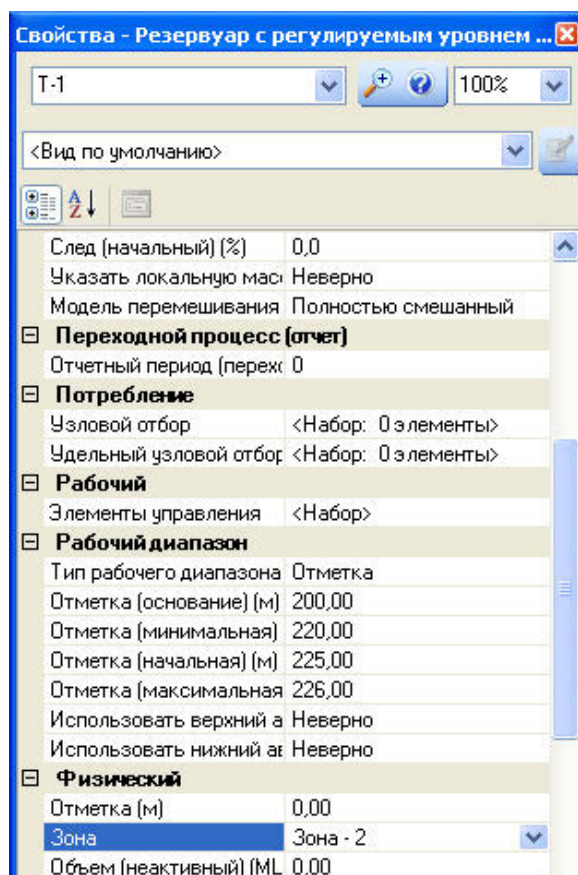 Свойства - Резервуар с регулируемым уровнем ...
T-1 100%
<Вид по умолчанию>
След (начальный) (%) 0,0
Указать локальную мас Неверно
Модель перемешивания Полностью смешанный
Переходной процесс (отчет)
Отчетный период (перехо 0
Потребление
Узловой отбор <Набор: 0 элементы>
Удельный узловой отбор <Набор: 0 элементы>
Рабочий
Элементы управления <Набор>
Рабочий диапазон
Тип рабочего диапазона Отметка
Отметка (основание) (м) 200,00
Отметка (минимальная) 220,00
Отметка (начальная) (м) 225,00
Отметка (максимальная 226,00
Использовать верхний а Неверно
Использовать нижний ав Неверно
Физический
Отметка (м) 0,00
Зона Зона - 2
Объем (неактивный) (ML 0,00